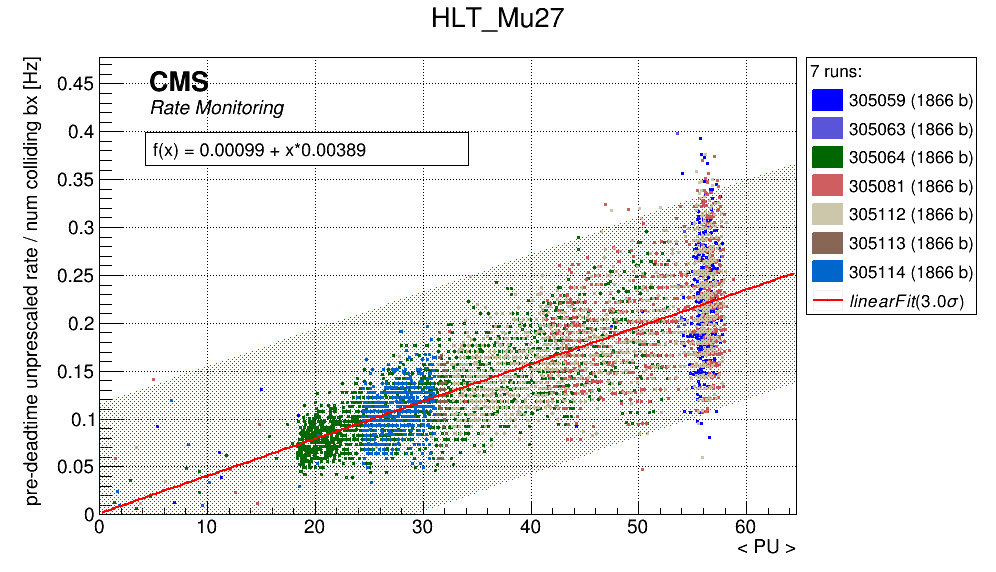 HLT_Mu27
pre-deadtime unprescaled rate / num colliding bx [Hz]
0.45
0.4
0.35
0.3
0.25
0.2
0.15
0.1
0.05
0
CMS
Rate Monitoring
f(x) = 0.00099 + x*0.00389
0 10 20 30 40 50 60
< PU >
7 runs:
305059 (1866 b)
305063 (1866 b)
305064 (1866 b)
305081 (1866 b)
305112 (1866 b)
305113 (1866 b)
305114 (1866 b)
linearFit(3.0σ)